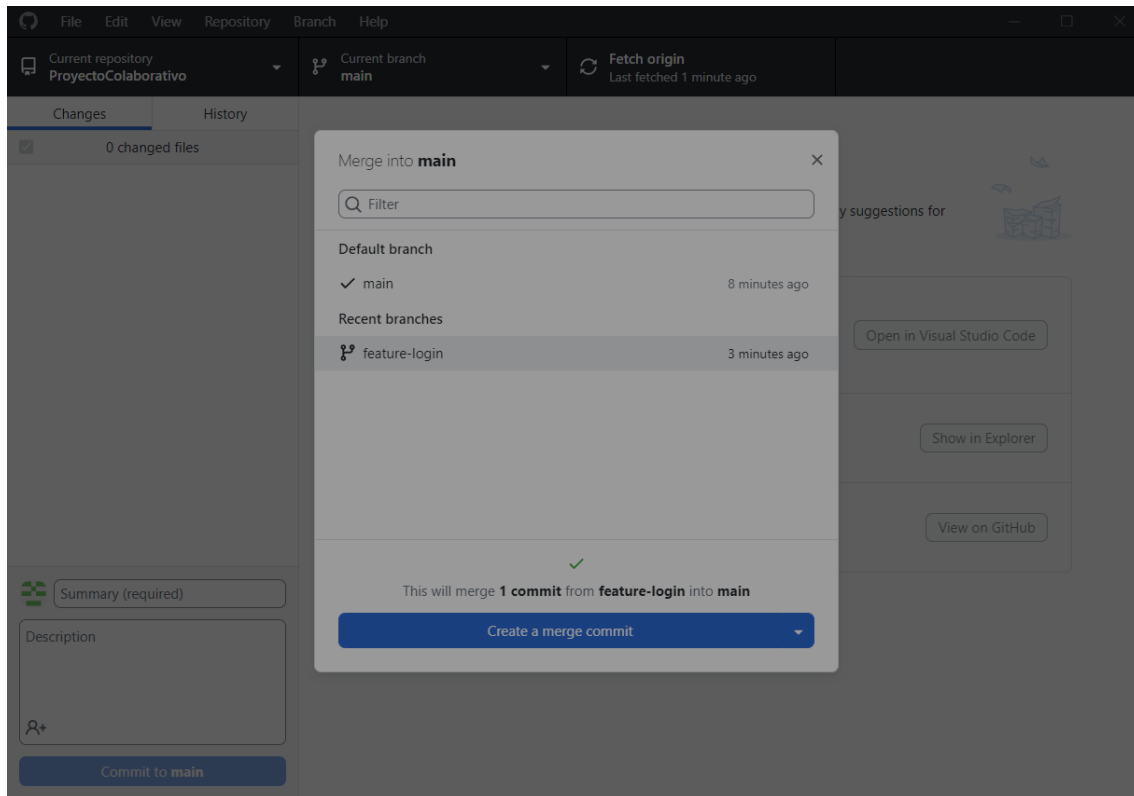 File Edit View Repository Branch Help
Current repository
ProyectoColaborativo
Current branch
main
Fetch origin
Last fetched 1 minute ago
Changes History
0 changed files
Merge into main
Filter
y suggestions for
Default branch
main 8 minutes ago
Recent branches
feature-login 3 minutes ago
Open in Visual Studio Code
Show in Explorer
View on GitHub
This will merge 1 commit from feature-login into main
Create a merge commit
Summary (required)
Description
Commit to main